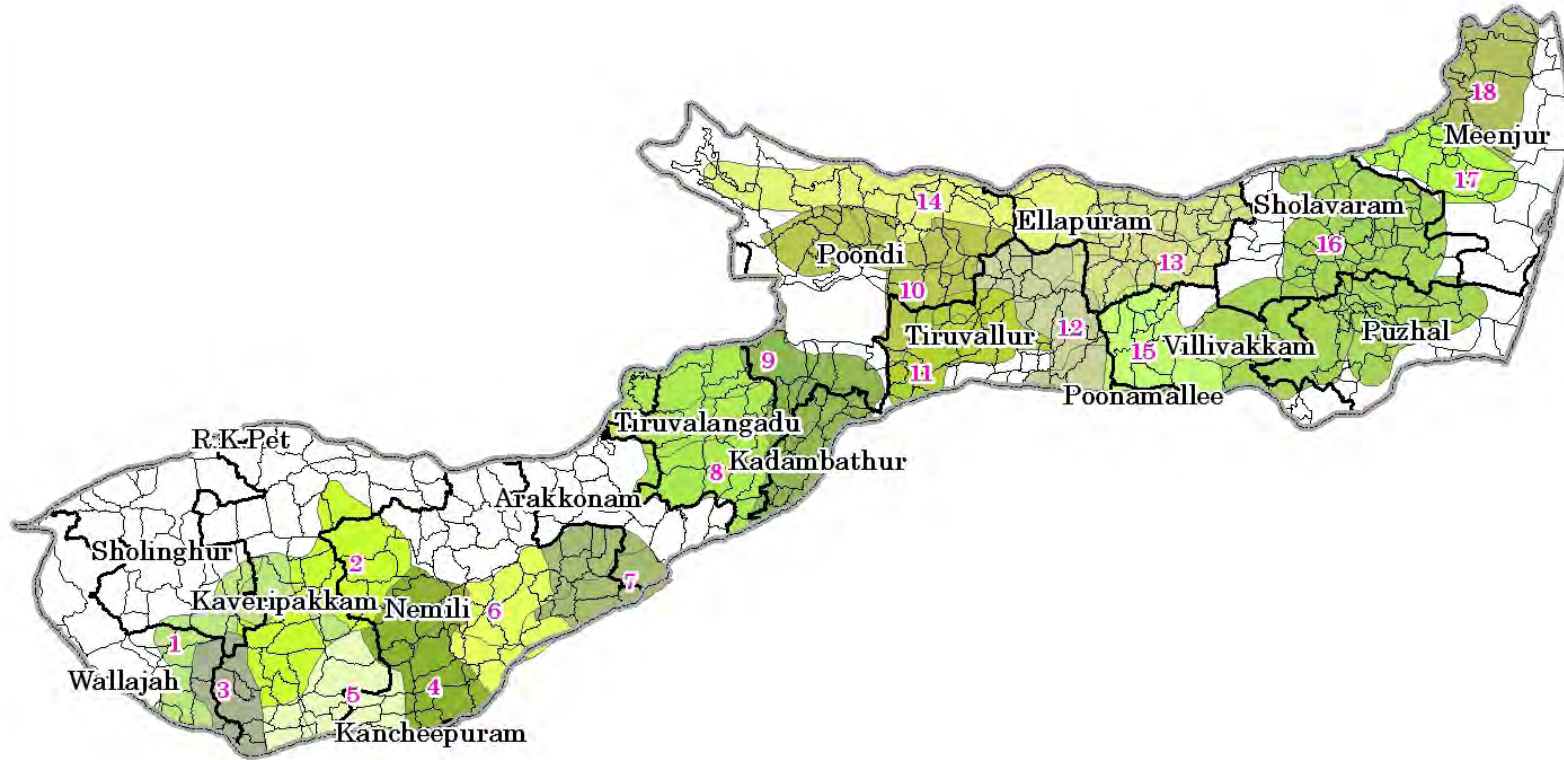 18
Meenjur
17
14
Sholavaram
Ellapuram
16
Poondi
13
10
12
Tiruvallur
Puzhal
15
Villivakkam
9
11
Poonamallee
Tiruvalangadu
R.K-Pet
8
Kadambathur
Arakkonam
Sholinghur
2
7
Kaveripakkam
Nemili
6
1
Wallajah
3
5
4
Kancheepuram